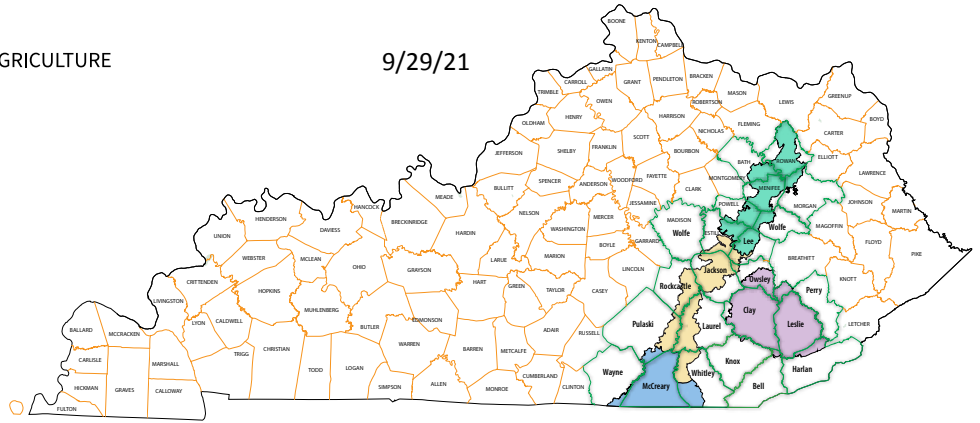 GRICULTURE
9/29/21
BOONE
KENTON
CAMPBELL
GALLATIN
CARROLL
GRANT
PENDLETON
BRACKEN
TRIMBLE
OWEN
ROBERTSON
MASON
LEWIS
GREENUP
OLDHAM
HENRY
HARRISON
FLEMING
BOYD
CARTER
JEFFERSON
SHELBY
FRANKLIN
SCOTT
NICHOLAS
BOURBON
BATH
ROWAN
ELLIOTT
LAWRENCE
BULLITT
SPENCER
ANDERSON
WOODFORD
FAYETTE
CLARK
MONTGOMERY
MENIFEE
MEADE
HANCOCK
BRECKINRIDGE
NELSON
MERCER
JESSAMINE
MADISON
Wolfe
POWELL
ESTILL
Lee
Wolfe
MORGAN
JOHNSON
MARTIN
MAGOFFIN
HENDERSON
DAVIESS
HARDIN
WASHINGTON
BOYLE
GARRARD
FLOYD
PIKE
UNION
WEBSTER
MCLEAN
OHIO
GRAYSON
LARUE
MARION
LINCOLN
Jackson
Owsley
BREATHITT
KNOTT
CRITTENDEN
HOPKINS
HART
GREEN
TAYLOR
CASEY
Rockcastle
Perry
LIVINGSTON
MUHLENBERG
LYON
CALDWELL
BUTLER
EDMONSON
Pulaski
Laurel
Clay
Leslie
LETCHER
BALLARD
MCCRACKEN
WARREN
ADAIR
RUSSELL
CARLISLE
MARSHALL
TRIGG
CHRISTIAN
TODD
LOGAN
BARREN
METCALFE
Wayne
Whitley
Knox
Harlan
HICKMAN
GRAVES
CALLOWAY
SIMPSON
ALLEN
MONROE
CUMBERLAND
CLINTON
McCreary
Bell
FULTON